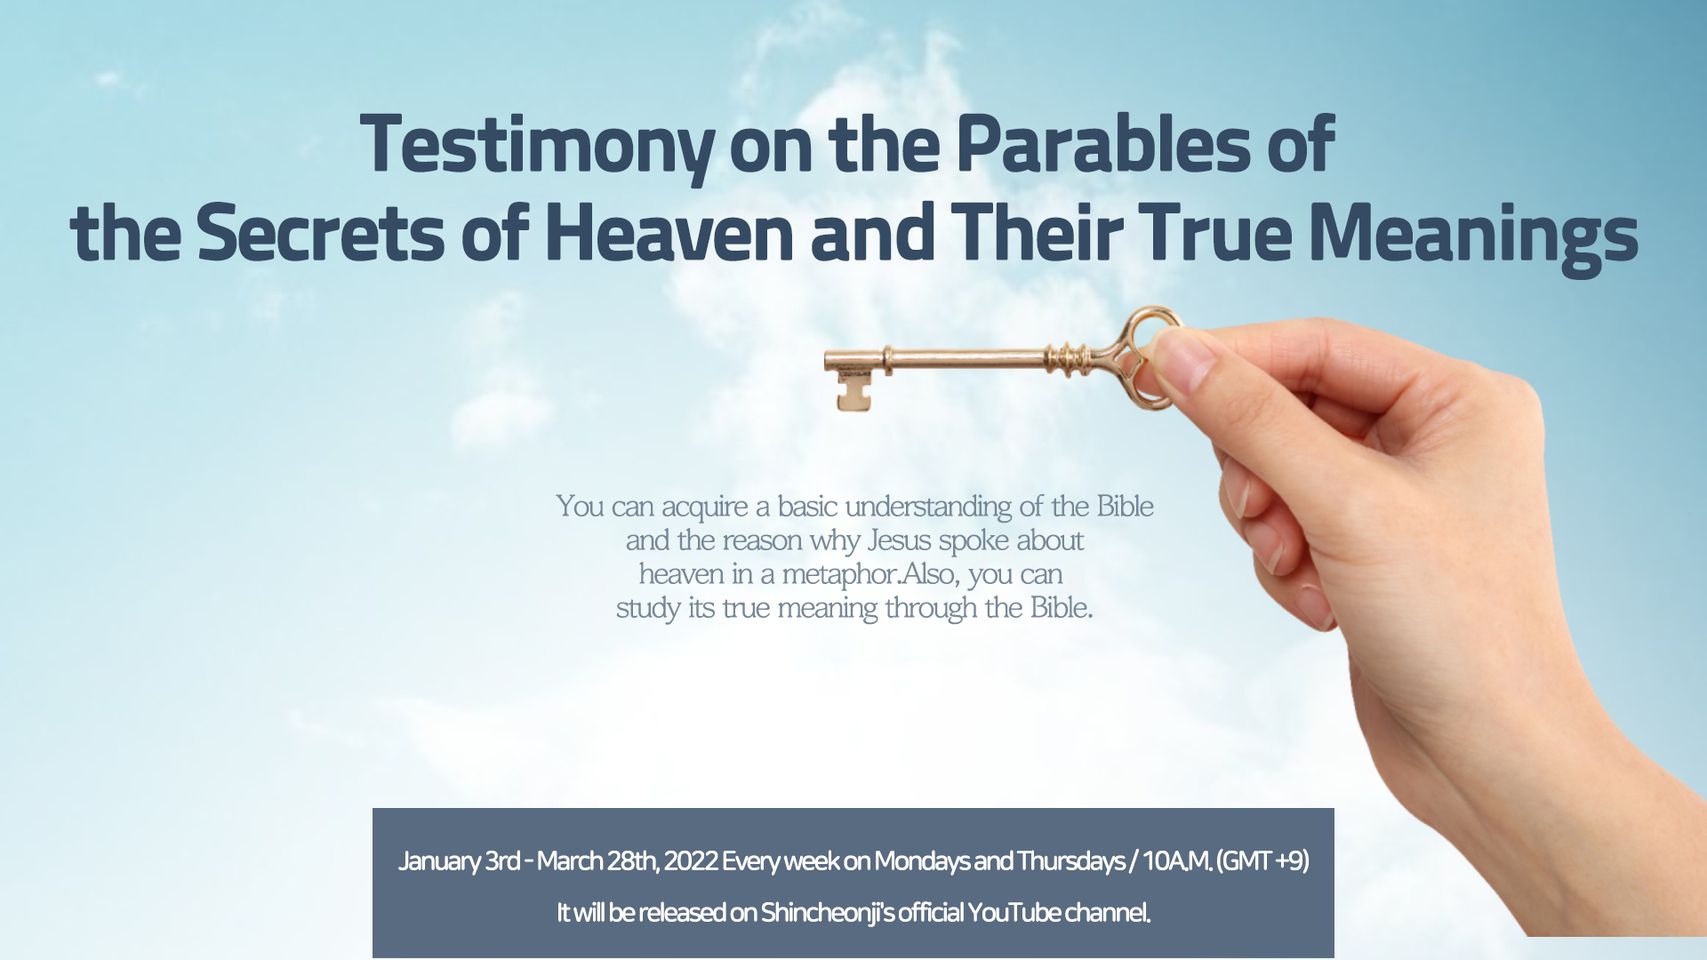 Testimony on the Parables of
the Secrets of Heaven and Their True Meanings
You can acquire a basic understanding of the Bible
and the reason why Jesus spoke about
heaven in a metaphor.Also, you can
study its true meaning through the Bible.
January 3rd - March 28th, 2022 Every week on Mondays and Thursdays / 10A.M. (GMT +9)
It will be released on Shincheonji's official YouTube channel.